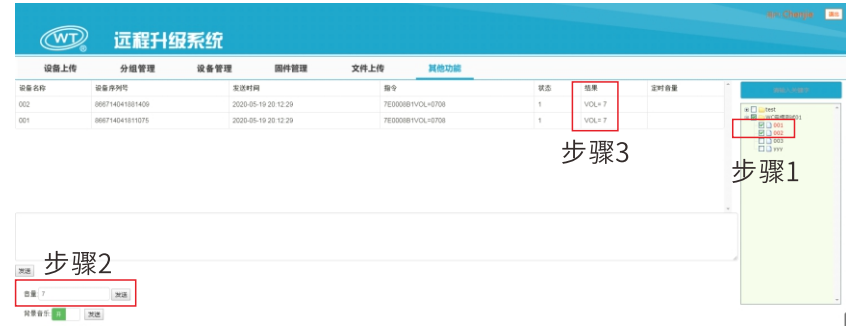 WT 远程升级系统
退出
设备上传 分组管理 设备管理 固件管理 文件上传 其他功能
设备名称 设备序列号 发送时间 指令 状态 结果 定时音量
002 866714041881409 2020-05-19 20:12:29 7E0008B1VOL=0708 1 VOL= 7
001 866714041811075 2020-05-19 20:12:29 7E0008B1VOL=0708 1 VOL= 7
test
001
002
003
yyy
步骤3
步骤1
步骤2
发送
音量 7 发送
背景音乐 开 发送